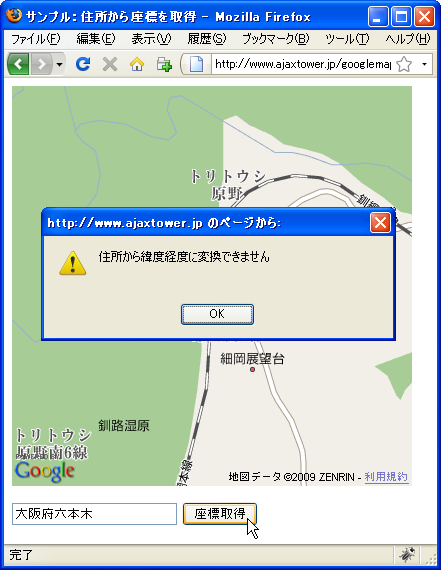 サンプル: 住所から座標を取得 - Mozilla Firefox
ファイル(F) 編集(E) 表示(V) 履歴(S) ブックマーク(B) ツール(T) ヘルプ(H)
http://www.ajaxtower.jp/googlemap
トリトウシ
原野
釧網
http://www.ajaxtower.jp のページから:
住所から緯度経度に変換できません
OK
細岡展望台
釧路湿原
トリトウシ
原野南6線
POWERED BY
Google
網本線
地図データ ©2009 ZENRIN - 利用規約
大阪府六本木
座標取得
完了